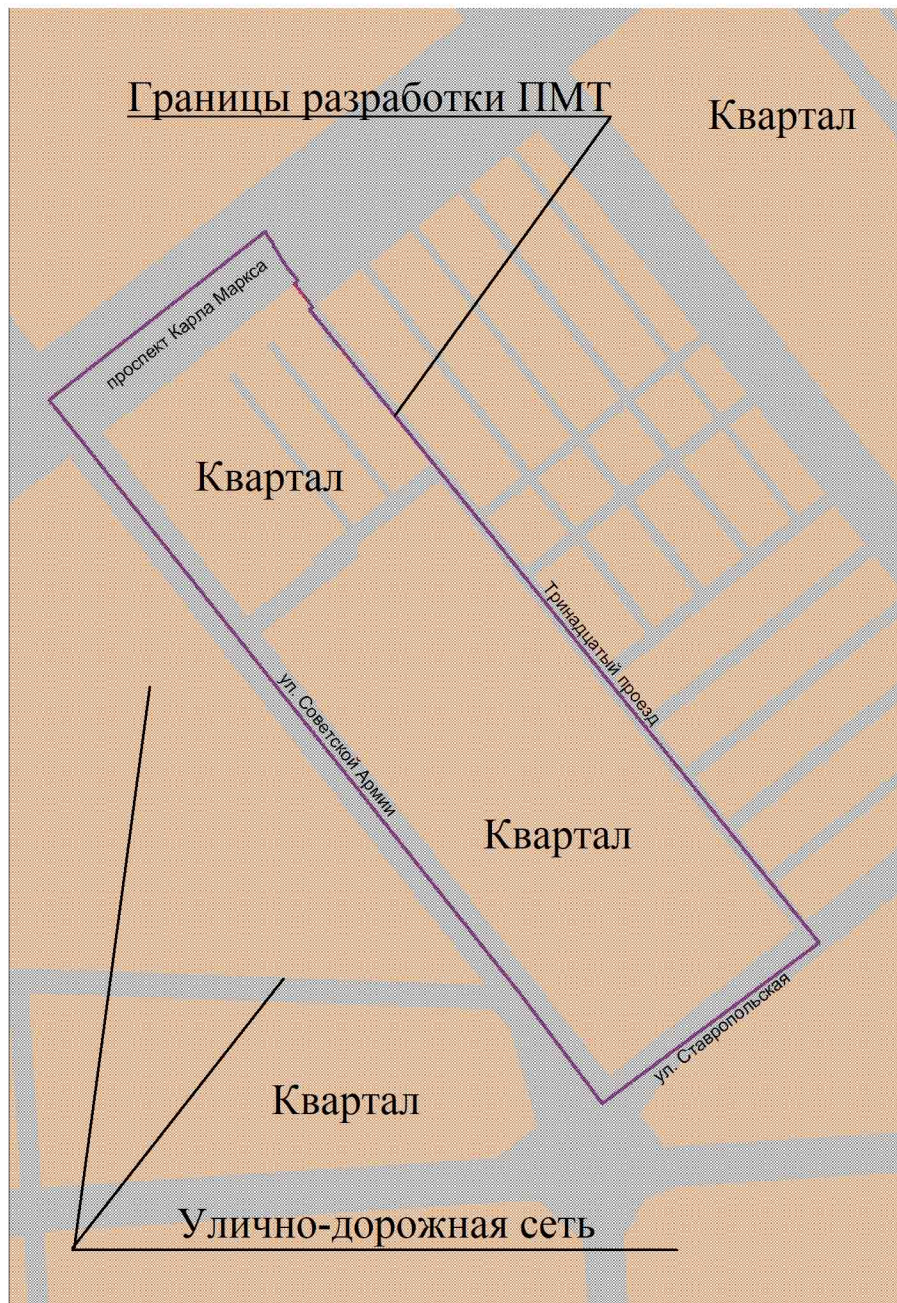 Границы разработки ПМТ
Квартал
проспект Карла Маркса
Квартал
Тринадцатый проезд
ул. Советской Армии
Квартал
ул. Ставропольская
Квартал
Улично-дорожная сеть